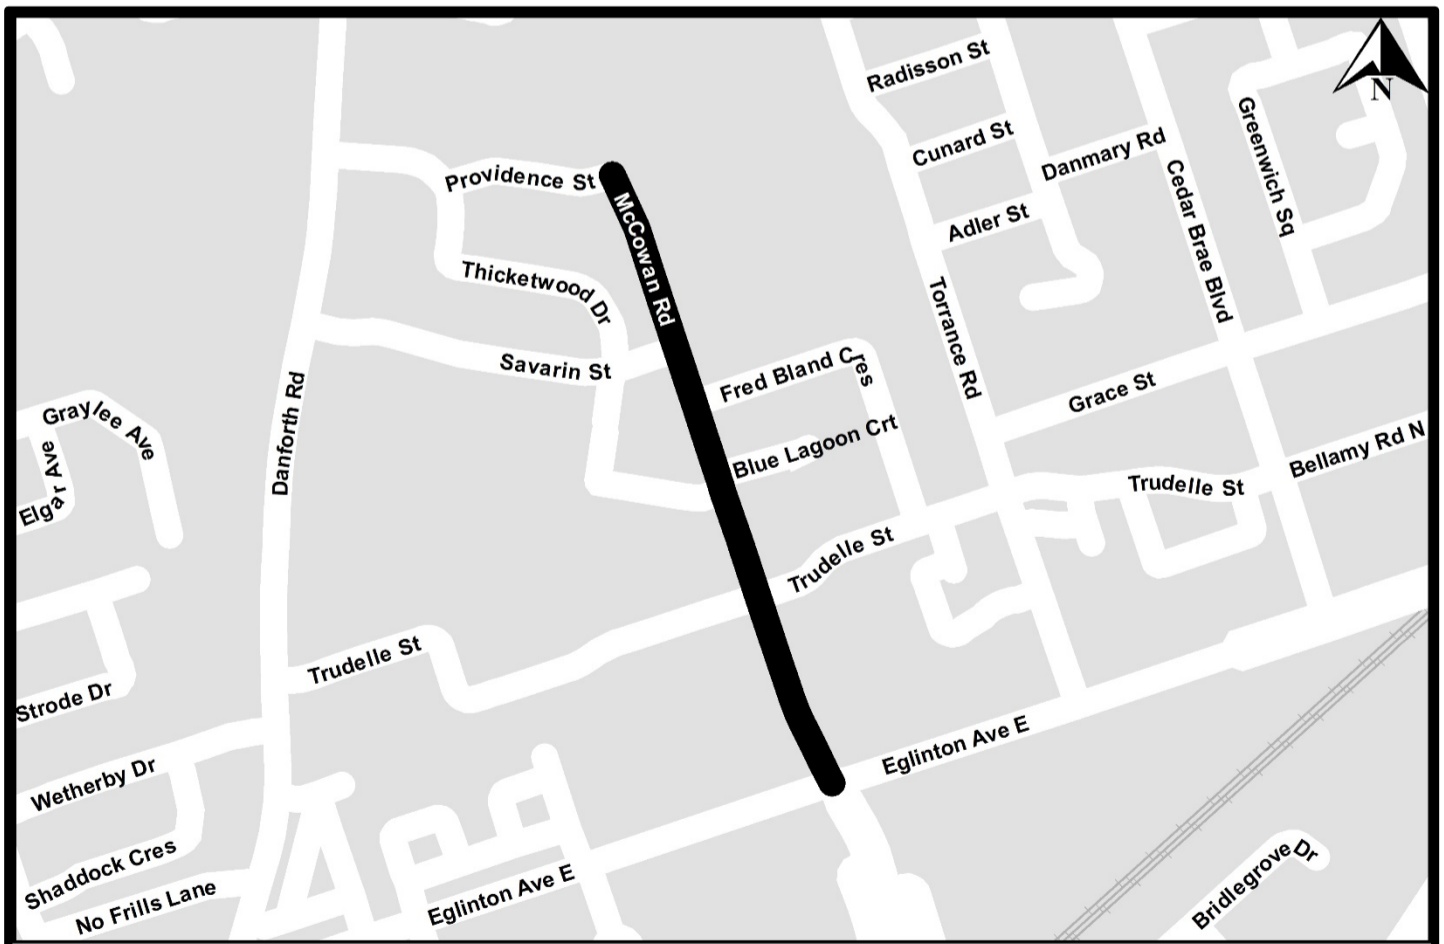 Radisson St
N
Cunard St
Greenwich Sq
Danmary Rd
Providence St
Cedar Brae Blvd
McCowan Rd
Adler St
Thicketwood Dr
Torrance Rd
Savarin St
Fred Bland Cres
Grace St
Danforth Rd
Graylee Ave
Elgar Ave
Blue Lagoon Crt
Bellamy Rd N
Trudelle St
Trudelle St
Trudelle St
Strode Dr
Eglinton Ave E
Wetherby Dr
Shaddock Cres
No Frills Lane
Eglinton Ave E
Bridlegrove Dr